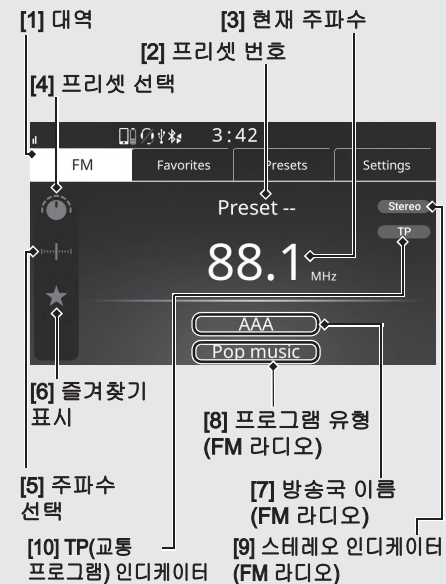 [1] 대역
[3] 현재 주파수
[2] 프리셋 번호
[4] 프리셋 선택
3:42
FM
Favorites
Presets
Settings
Preset --
Stereo
TP
88.1 MHz
AAA
Pop music
[6] 즐겨찾기
표시
[8] 프로그램 유형
(FM 라디오)
[5] 주파수
선택
[7] 방송국 이름
(FM 라디오)
[10] TP(교통
프로그램) 인디케이터
[9] 스테레오 인디케이터
(FM 라디오)